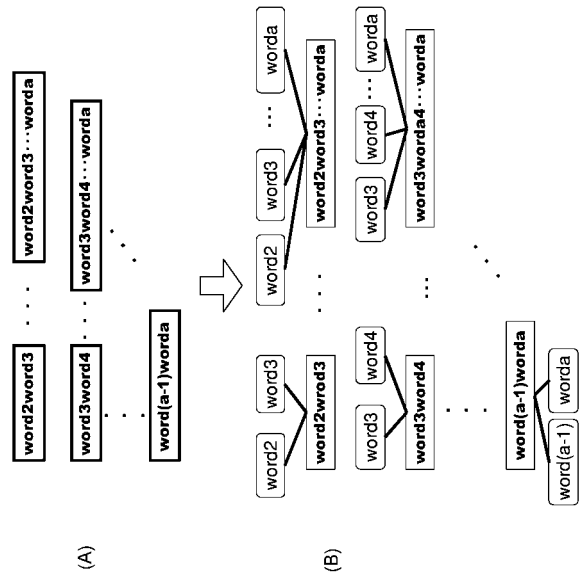 (A)
word2word3 ··· word2word3···worda
word3word4 ··· word3word4···worda
word(a-1)worda
(B)
word2 word3 ··· word2 word3 ··· worda
word2wrod3 word2word3···worda
word3 word4 ··· word3 word4 ··· worda
word3word4 word3worda4···worda
word(a-1)worda
word(a-1) worda